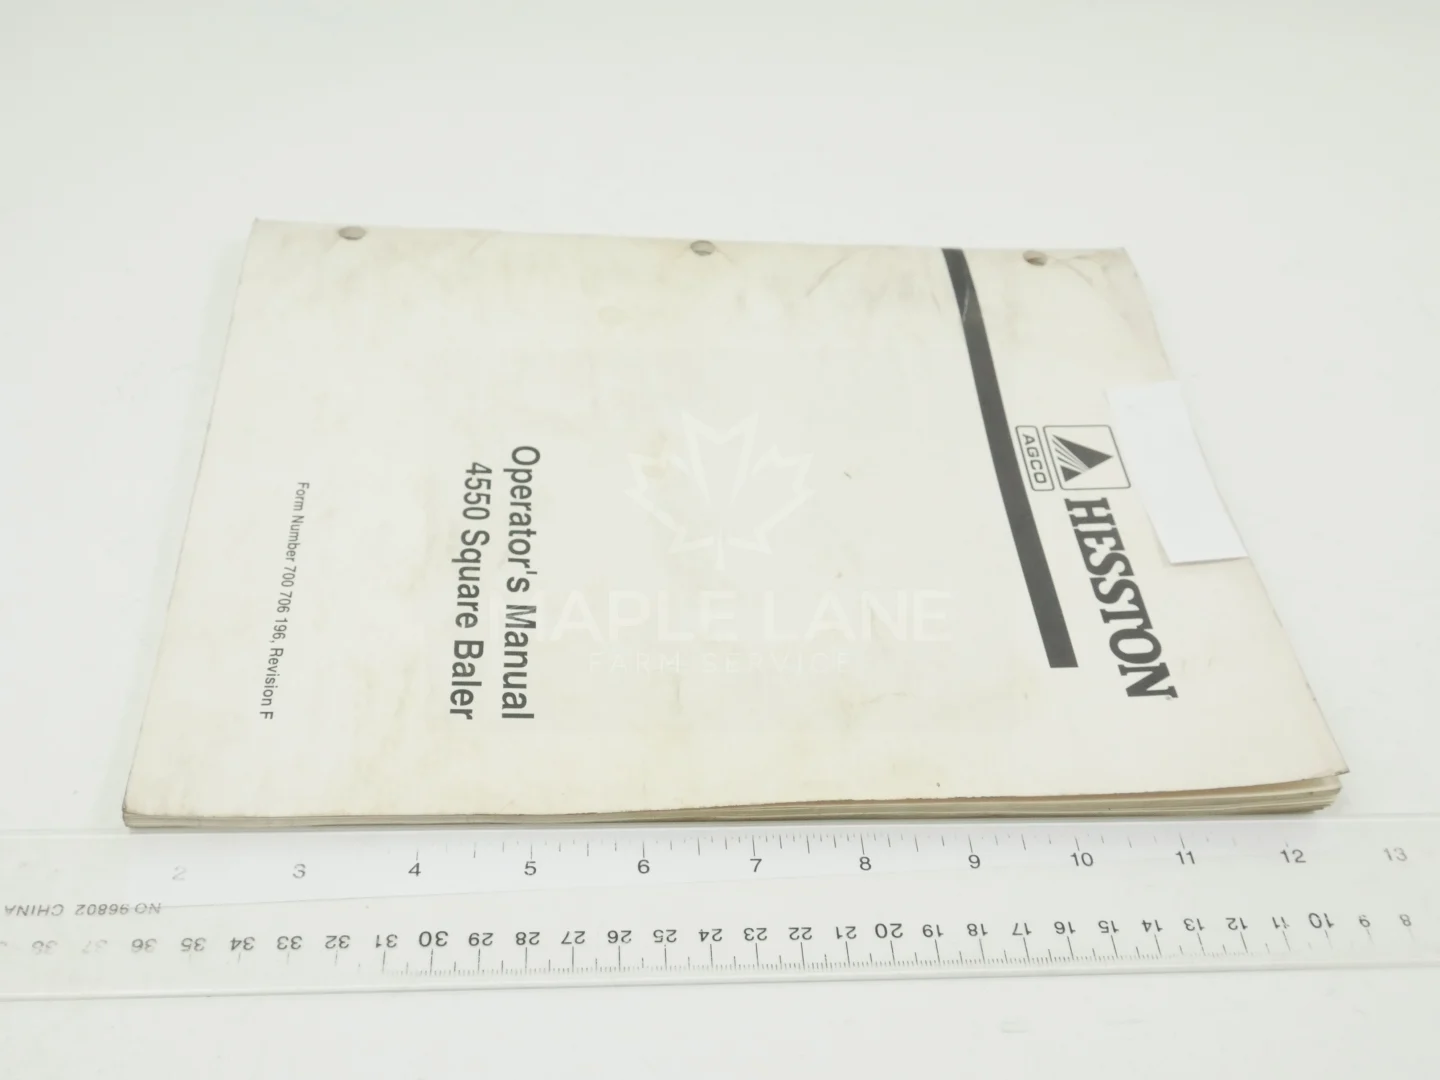 HESSTON
AGCO
Operator's Manual
4550 Square Baler
Form Number 700 706 196, Revision F
MAPLE LANE
FARM SERVICE
2 3 4 5 6 7 8 9 10 11 12 13
NO 96802 CHINA
8 9 10 11 12 13 14 15 16 17 18 19 20 21 22 23 24 25 26 27 28 29 30 31 32 33 34 35 36 37 38